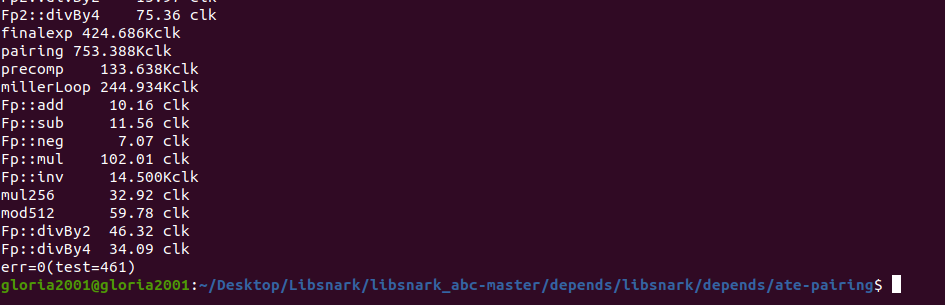 Fp2::divBy4    75.36 clk
finalexp 424.686Kclk
pairing 753.388Kclk
precomp    133.638Kclk
millerLoop 244.934Kclk
Fp::add      10.16 clk
Fp::sub      11.56 clk
Fp::neg       7.07 clk
Fp::mul     102.01 clk
Fp::inv      14.500Kclk
mul256       32.92 clk
mod512       59.78 clk
Fp::divBy2  46.32 clk
Fp::divBy4  34.09 clk
err=0(test=461)
gloria2001@gloria2001:~/Desktop/Libsnark/libsnark_abc-master/depends/libsnark/depends/ate-pairing$